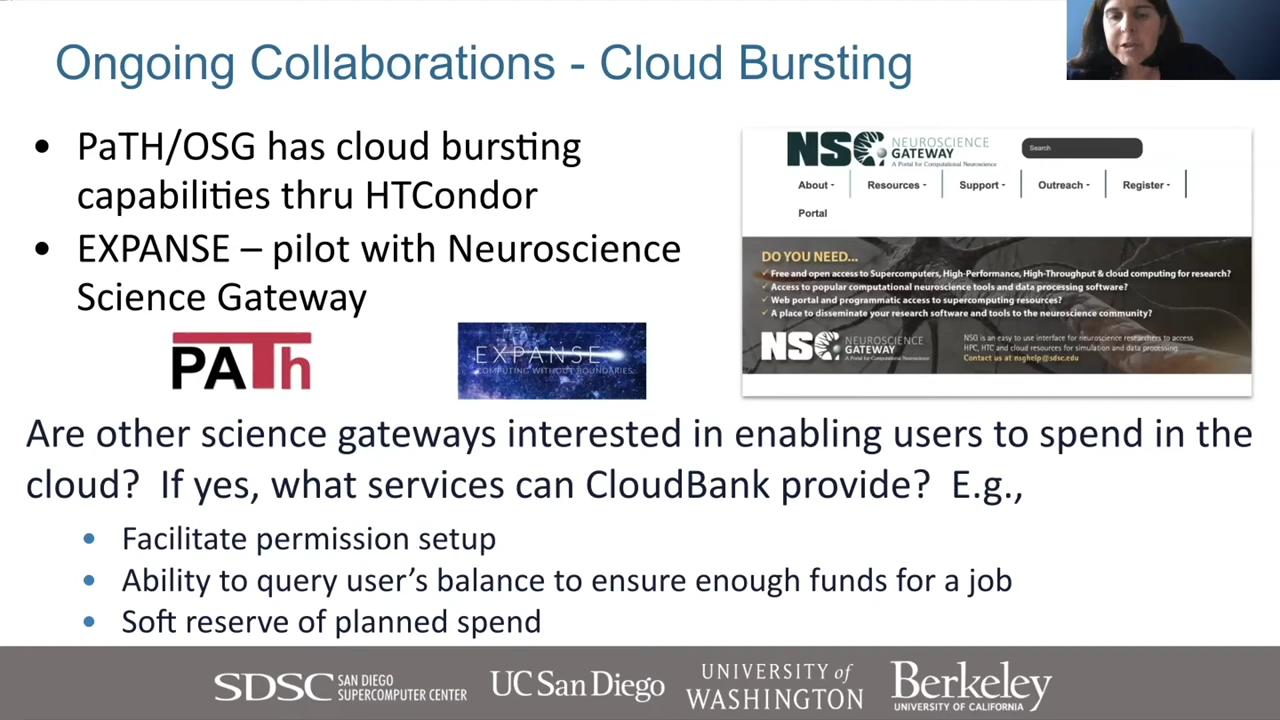 Ongoing Collaborations - Cloud Bursting
• PaTH/OSG has cloud bursting
capabilities thru HTCondor
• EXPANSE – pilot with Neuroscience
Science Gateway
PATh
EXPANSE
COMPUTING WITHOUT BOUNDARIES
NSG NEUROSCIENCE
GATEWAY
A Portal for Computational Neuroscience
Search
About Resources Support Outreach Register
Portal
DO YOU NEED...
✓ Free and open access to Supercomputers, High-Performance, High-Throughput & cloud computing for research?
✓ Access to popular computational neuroscience tools and data processing software?
✓ Web portal and programmatic access to supercomputing resources?
✓ A place to disseminate your research software and tools to the neuroscience community?
NSG NEUROSCIENCE
GATEWAY
A Portal for Computational Neuroscience
NSG is an easy to use interface for neuroscience researchers to access
HPC, HTC and cloud resources for simulation and data processing
Contact us at nsghelp@sdsc.edu
Are other science gateways interested in enabling users to spend in the
cloud? If yes, what services can CloudBank provide? E.g.,
• Facilitate permission setup
• Ability to query user's balance to ensure enough funds for a job
• Soft reserve of planned spend
SDSC SAN DIEGO
SUPERCOMPUTER CENTER
UC San Diego
UNIVERSITY of
WASHINGTON
Berkeley
UNIVERSITY OF CALIFORNIA